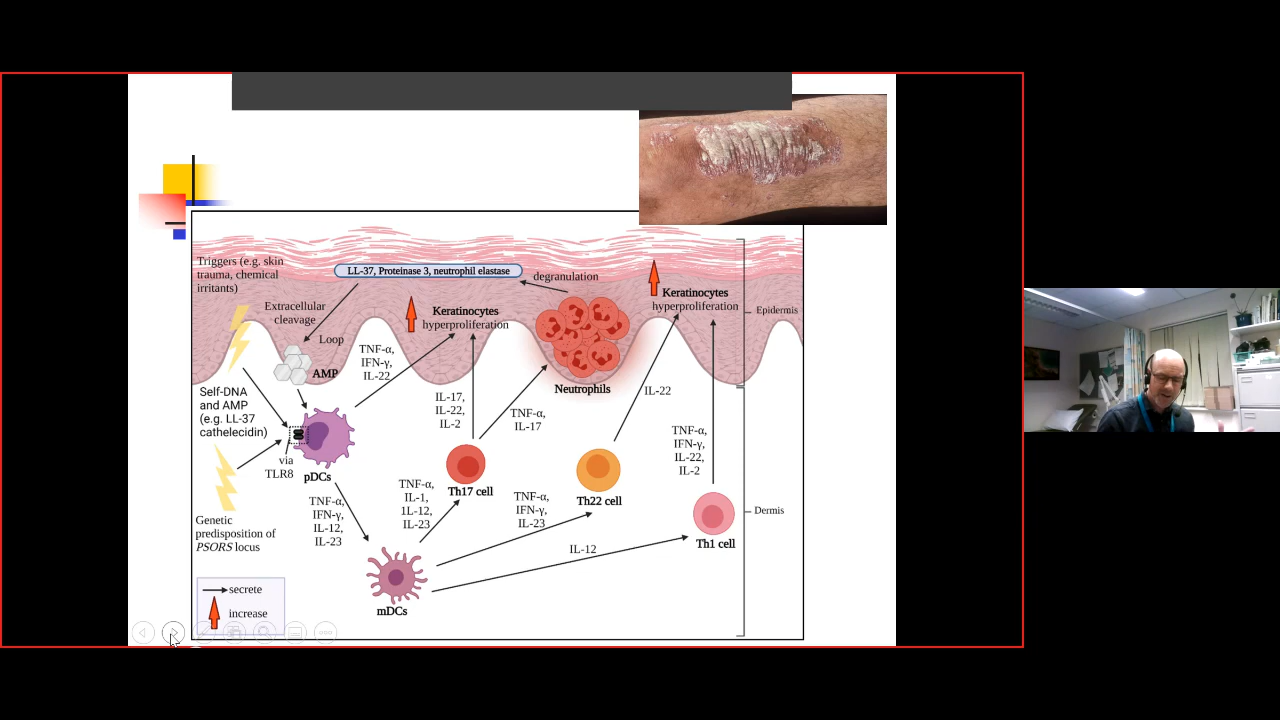 Triggers (e.g. skin
trauma, chemical
irritants)
LL-37, Proteinase 3, neutrophil elastase
degranulation
Extracellular
cleavage
Loop
AMP
Keratinocytes
hyperproliferation
Keratinocytes
hyperproliferation
Epidermis
TNF-α,
IFN-γ,
IL-22
Neutrophils
Self-DNA
and AMP
(e.g. LL-37
cathelecidin)
IL-17,
IL-22,
IL-2
TNF-α,
IL-17
IL-22
TNF-α,
IFN-γ,
IL-22,
IL-2
via
TLR8
pDCs
Th17 cell
Th22 cell
Th1 cell
Dermis
Genetic
predisposition of
PSORS locus
TNF-α,
IFN-γ,
IL-12,
IL-23
TNF-α,
IL-1,
1L-12,
IL-23
TNF-α,
IFN-γ,
IL-23
IL-12
mDCs
secrete
increase